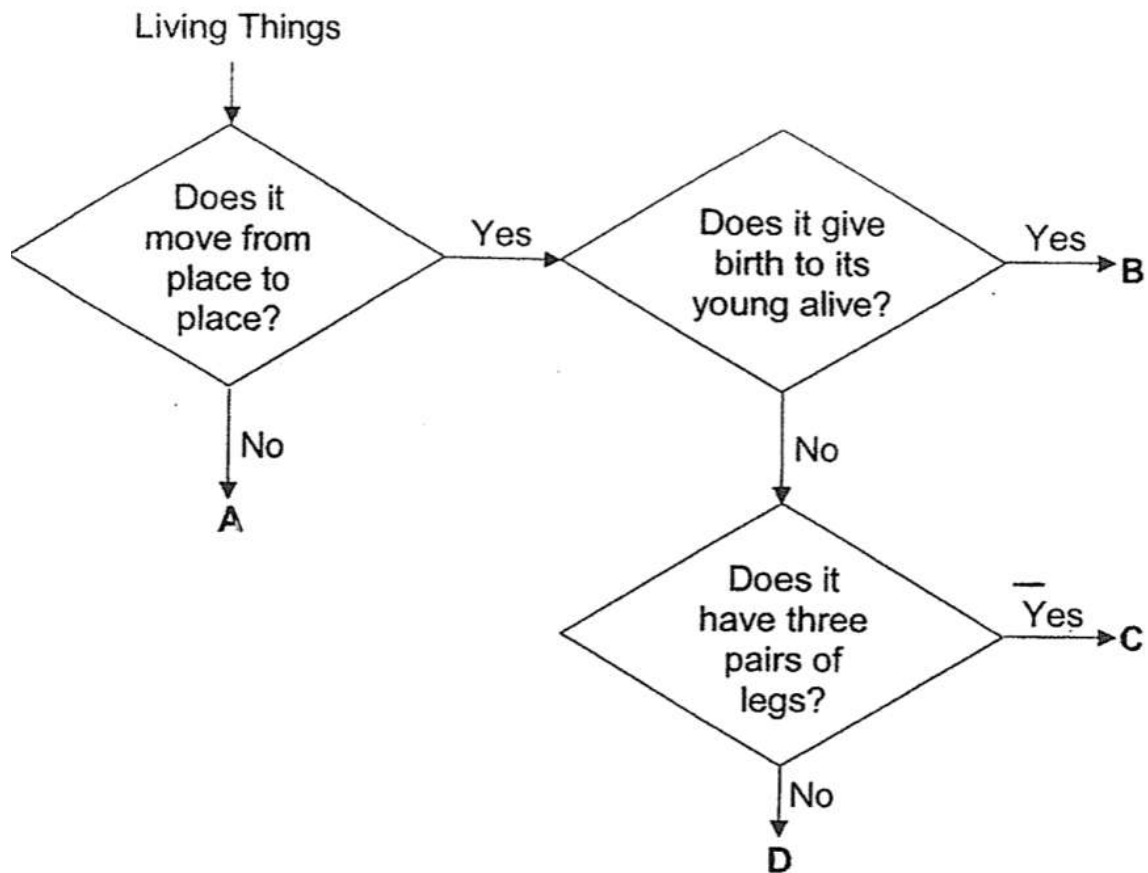 Living Things
Does it
move from
place to
place?
Yes
Does it give
birth to its
young alive?
Yes
B
No
A
No
Does it
have three
pairs of
legs?
Yes
C
No
D